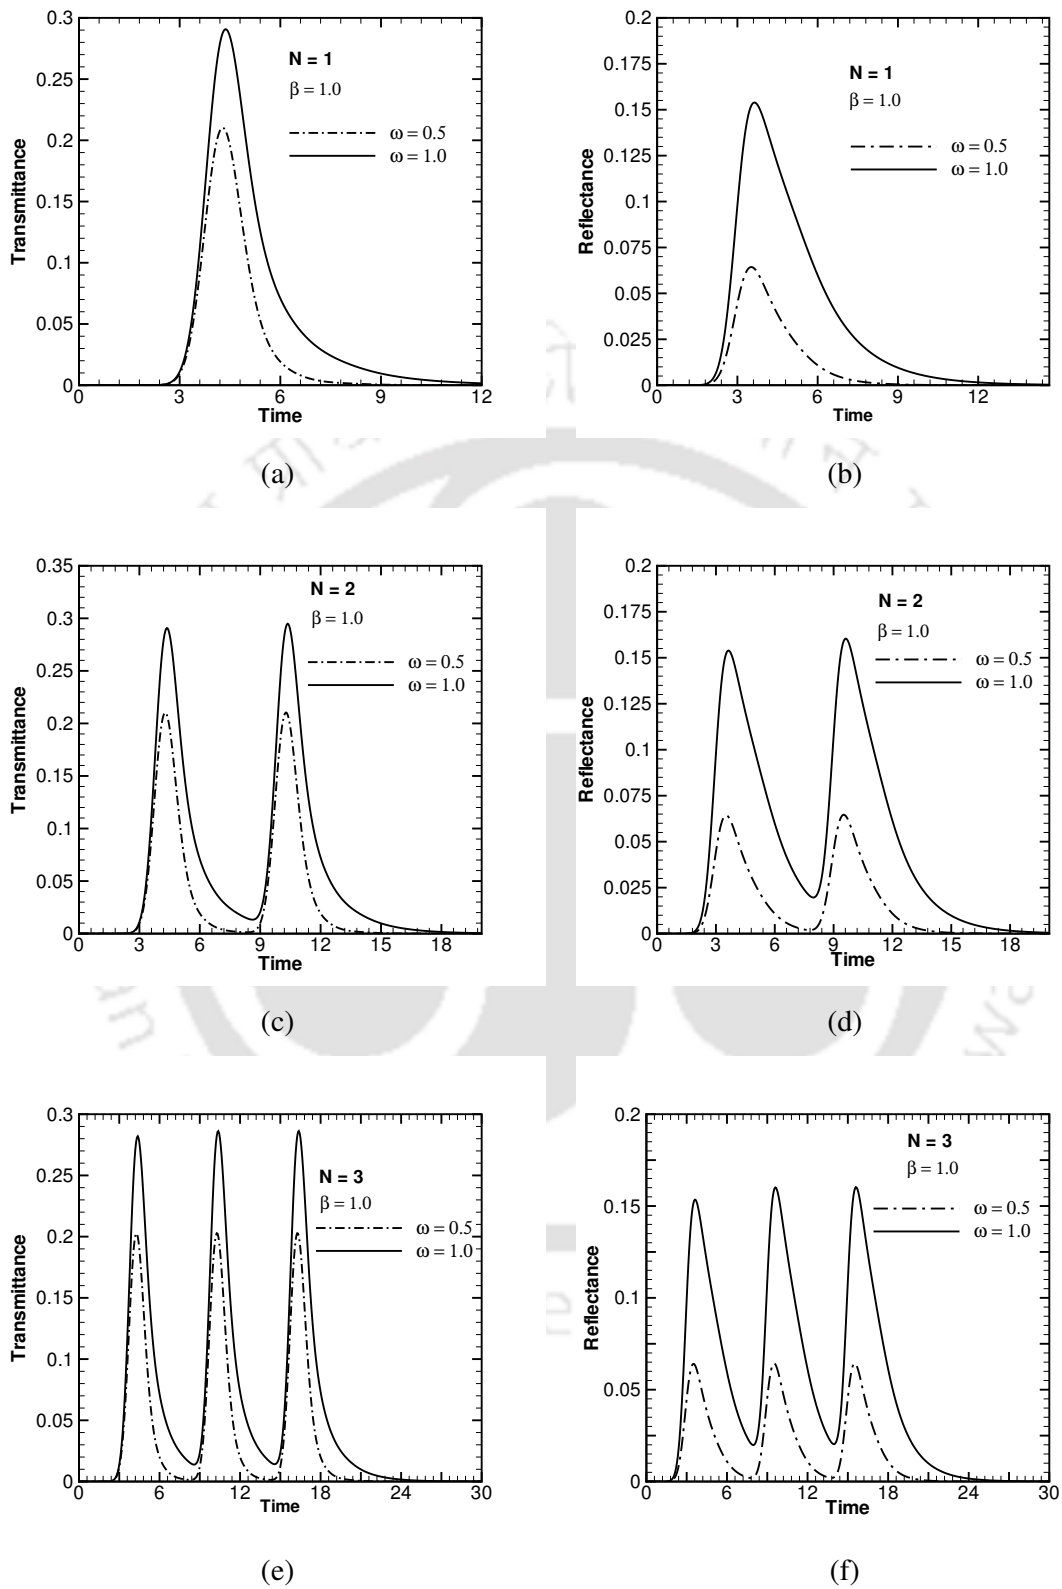 0.3
0.25
0.2
0.15
0.1
0.05
0
Transmittance
N = 1
β = 1.0
ω = 0.5
ω = 1.0
0 3 6 9 12
Time
(a)
0.2
0.175
0.15
0.125
0.1
0.075
0.05
0.025
0
Reflectance
N = 1
β = 1.0
ω = 0.5
ω = 1.0
0 3 6 9 12
Time
(b)
0.35
0.3
0.25
0.2
0.15
0.1
0.05
0
Transmittance
N = 2
β = 1.0
ω = 0.5
ω = 1.0
0 3 6 9 12 15 18
Time
(c)
0.2
0.175
0.15
0.125
0.1
0.075
0.05
0.025
0
Reflectance
N = 2
β = 1.0
ω = 0.5
ω = 1.0
0 3 6 9 12 15 18
Time
(d)
0.3
0.25
0.2
0.15
0.1
0.05
0
Transmittance
N = 3
β = 1.0
ω = 0.5
ω = 1.0
0 6 12 18 24 30
Time
(e)
0.2
0.15
0.1
0.05
0
Reflectance
N = 3
β = 1.0
ω = 0.5
ω = 1.0
0 6 12 18 24 30
Time
(f)